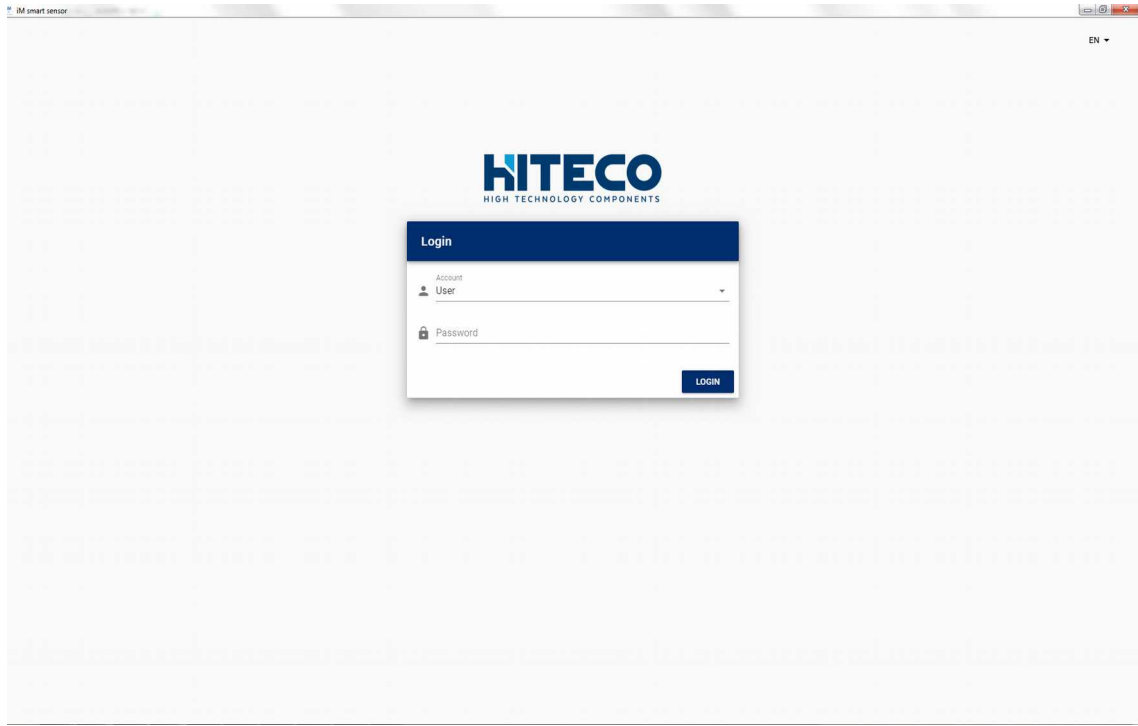 iM smart sensor
EN
HITECO
HIGH TECHNOLOGY COMPONENTS
Login
Account
User
Password
LOGIN